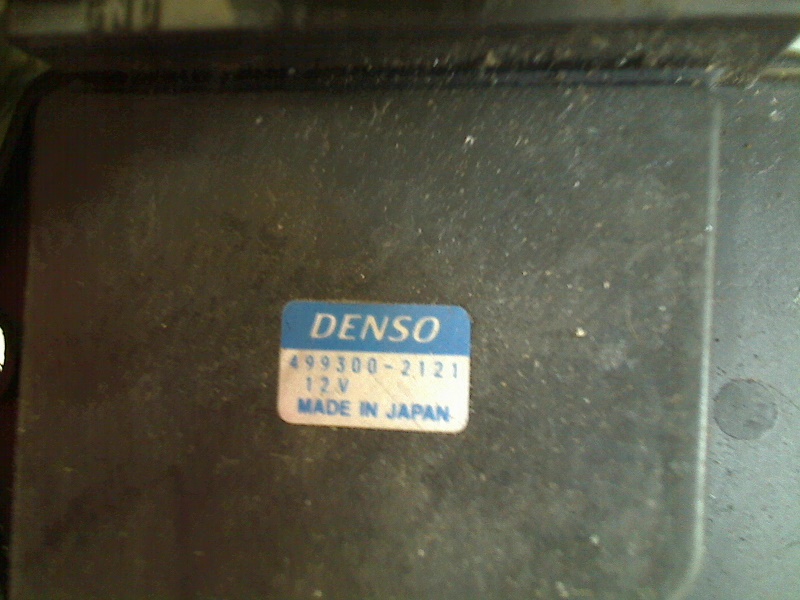 DENSO
499300-2121
12V
MADE IN JAPAN